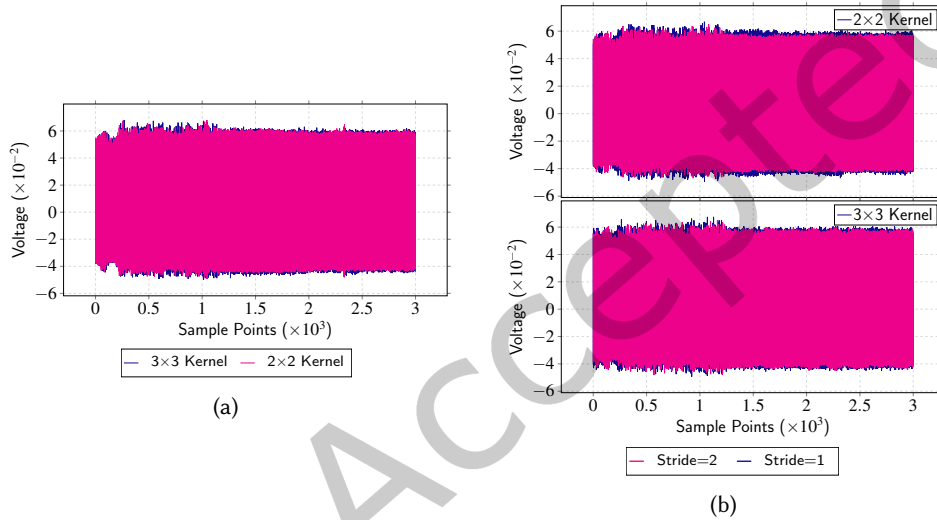 6
4
2
0
−2
−4
−6
Voltage (×10⁻²)
0
0.5
1
1.5
2
2.5
3
Sample Points (×10³)
3×3 Kernel
2×2 Kernel
(a)
2×2 Kernel
6
4
2
0
−2
−4
−6
Voltage (×10⁻²)
3×3 Kernel
6
4
2
0
−2
−4
−6
Voltage (×10⁻²)
0
0.5
1
1.5
2
2.5
3
Sample Points (×10³)
Stride=2
Stride=1
(b)
Accepted